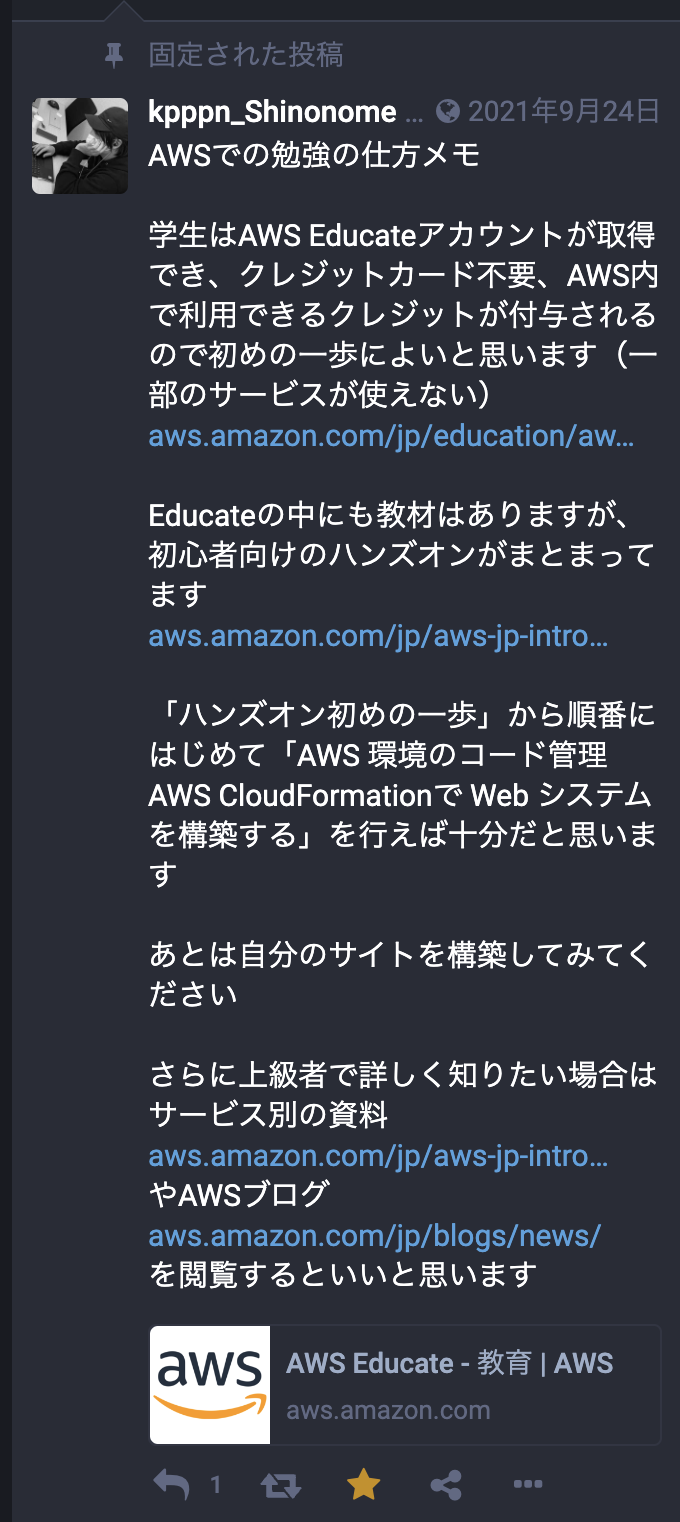 固定された投稿
kpppn_Shinonome … 2021年9月24日
AWSでの勉強の仕方メモ
学生はAWS Educateアカウントが取得
でき、クレジットカード不要、AWS内
で利用できるクレジットが付与される
ので初めの一歩によいと思います（一
部のサービスが使えない）
aws.amazon.com/jp/education/aw…
Educateの中にも教材はありますが、
初心者向けのハンズオンがまとまって
ます
aws.amazon.com/jp/aws-jp-intro…
「ハンズオン初めの一歩」から順番に
はじめて「AWS 環境のコード管理
AWS CloudFormationで Web システム
を構築する」を行えば十分だと思いま
す
あとは自分のサイトを構築してみてく
ださい
さらに上級者で詳しく知りたい場合は
サービス別の資料
aws.amazon.com/jp/aws-jp-intro…
やAWSブログ
aws.amazon.com/jp/blogs/news/
を閲覧するといいと思います
aws
AWS Educate - 教育 | AWS
aws.amazon.com
1